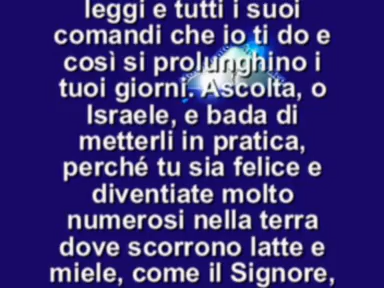 leggi e tutti i suoi
comandi che io ti do e
così si prolunghino i
tuoi giorni. Ascolta, o
Israele, e bada di
metterli in pratica,
perché tu sia felice e
diventiate molto
numerosi nella terra
dove scorrono latte e
miele, come il Signore,